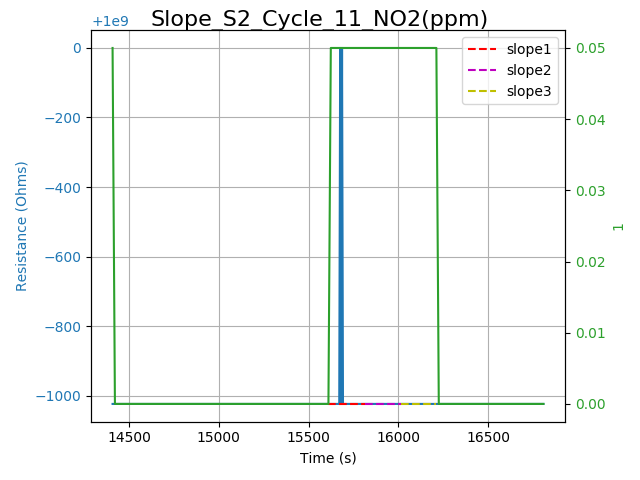 Slope_S2_Cycle_11_NO2(ppm)
+1e9
0
−200
−400
−600
−800
−1000
Resistance (Ohms)
14500
15000
15500
16000
16500
Time (s)
0.05
0.04
0.03
0.02
0.01
0.00
1
slope1
slope2
slope3